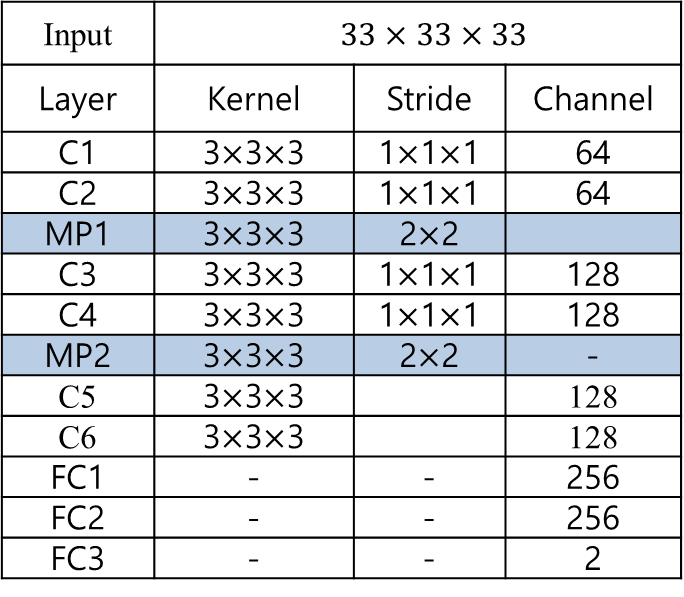 Input 33 × 33 × 33
Layer Kernel Stride Channel
C1 3×3×3 1×1×1 64
C2 3×3×3 1×1×1 64
MP1 3×3×3 2×2
C3 3×3×3 1×1×1 128
C4 3×3×3 1×1×1 128
MP2 3×3×3 2×2 -
C5 3×3×3 128
C6 3×3×3 128
FC1 - - 256
FC2 - - 256
FC3 - - 2